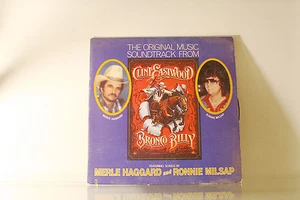 THE ORIGINAL MUSIC
SOUNDTRACK FROM
CLINT EASTWOOD
BRONCO BILLY
FEATURING SONGS BY
MERLE HAGGARD and RONNIE MILSAP